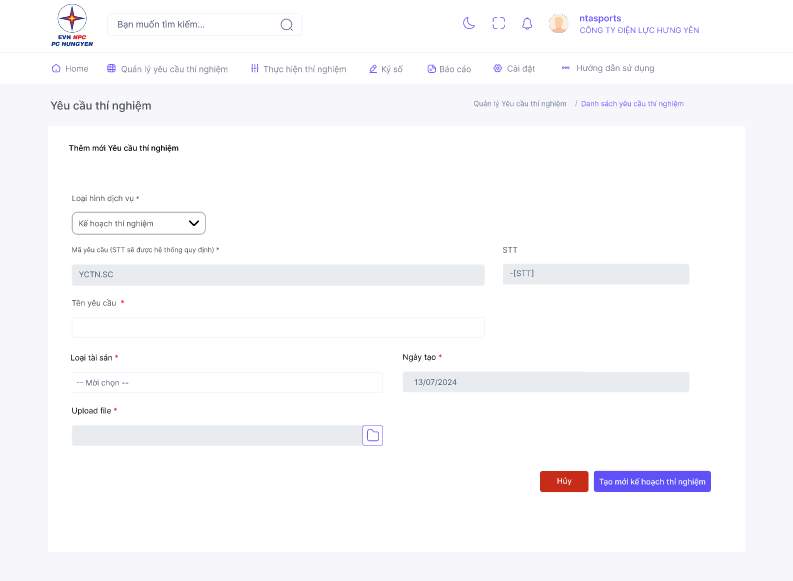 EVN NPC
PC HUNGYEN
Bạn muốn tìm kiếm...
ntasports
CÔNG TY ĐIỆN LỰC HƯNG YÊN
Home
Quản lý yêu cầu thí nghiệm
Thực hiện thí nghiệm
Ký số
Báo cáo
Cài đặt
Hướng dẫn sử dụng
Yêu cầu thí nghiệm
Quản lý Yêu cầu thí nghiệm / Danh sách yêu cầu thí nghiệm
Thêm mới Yêu cầu thí nghiệm
Loại hình dịch vụ *
Kế hoạch thí nghiệm
Mã yêu cầu (STT sẽ được hệ thống quy định) *
STT
YCTN.SC
-[STT]
Tên yêu cầu *
Loại tài sản *
Ngày tạo *
-- Mời chọn --
13/07/2024
Upload file *
Hủy
Tạo mới kế hoạch thí nghiệm